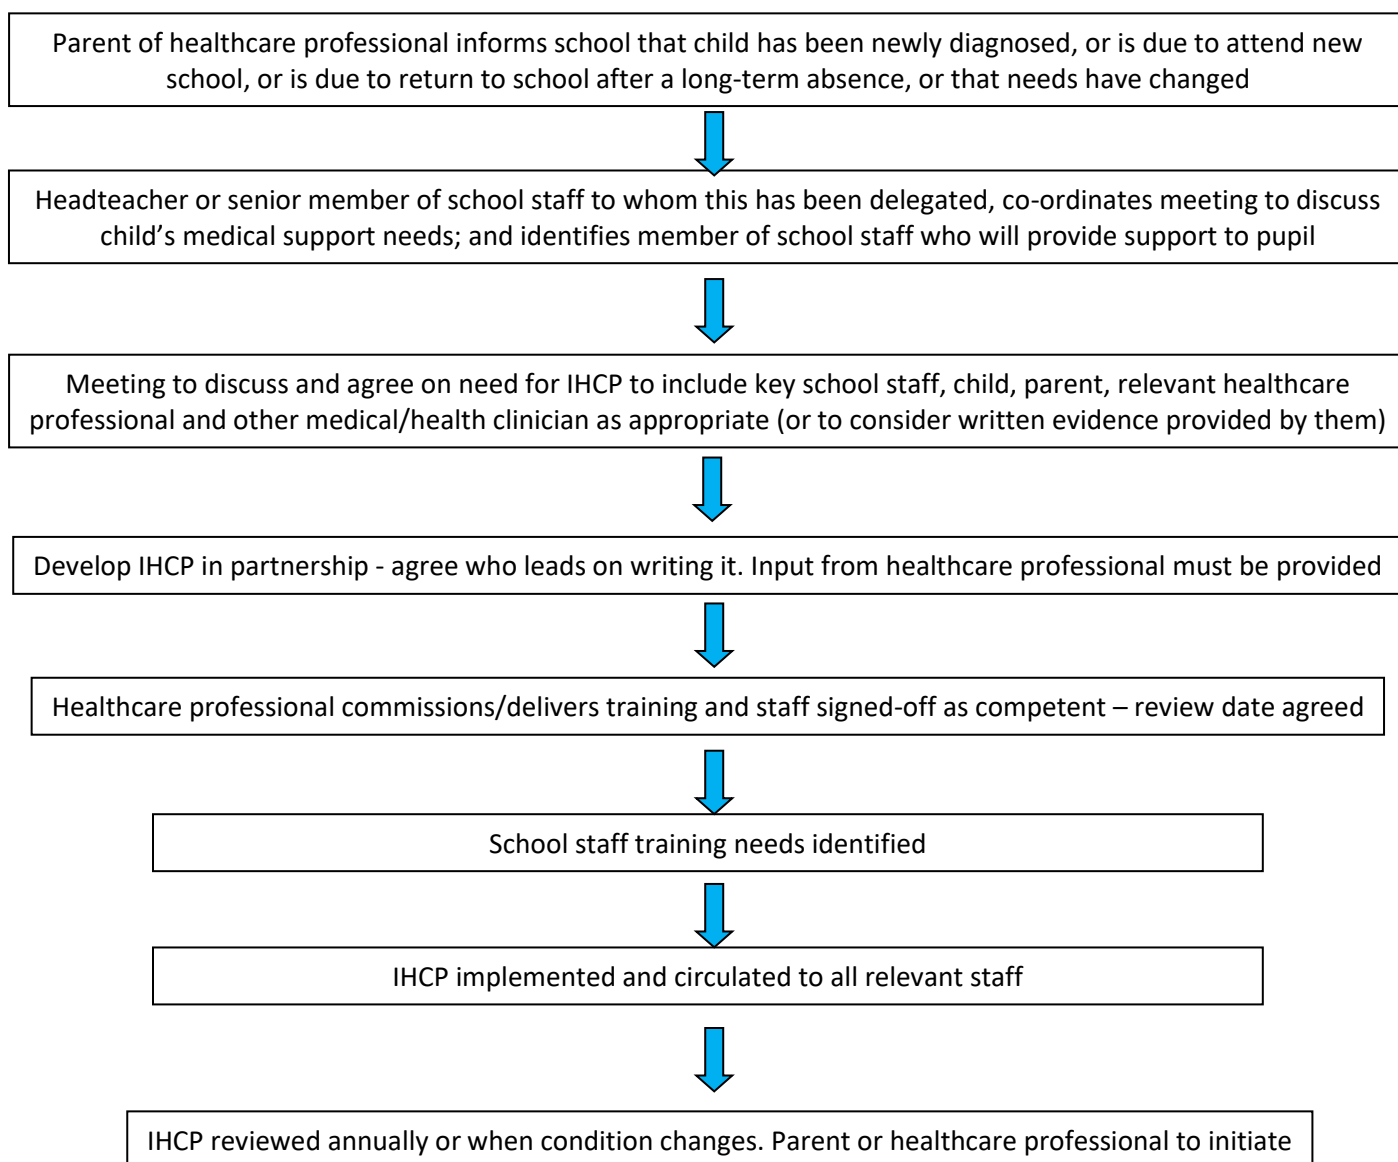 Parent of healthcare professional informs school that child has been newly diagnosed, or is due to attend new
school, or is due to return to school after a long-term absence, or that needs have changed
Headteacher or senior member of school staff to whom this has been delegated, co-ordinates meeting to discuss
child’s medical support needs; and identifies member of school staff who will provide support to pupil
Meeting to discuss and agree on need for IHCP to include key school staff, child, parent, relevant healthcare
professional and other medical/health clinician as appropriate (or to consider written evidence provided by them)
Develop IHCP in partnership - agree who leads on writing it. Input from healthcare professional must be provided
Healthcare professional commissions/delivers training and staff signed-off as competent – review date agreed
School staff training needs identified
IHCP implemented and circulated to all relevant staff
IHCP reviewed annually or when condition changes. Parent or healthcare professional to initiate